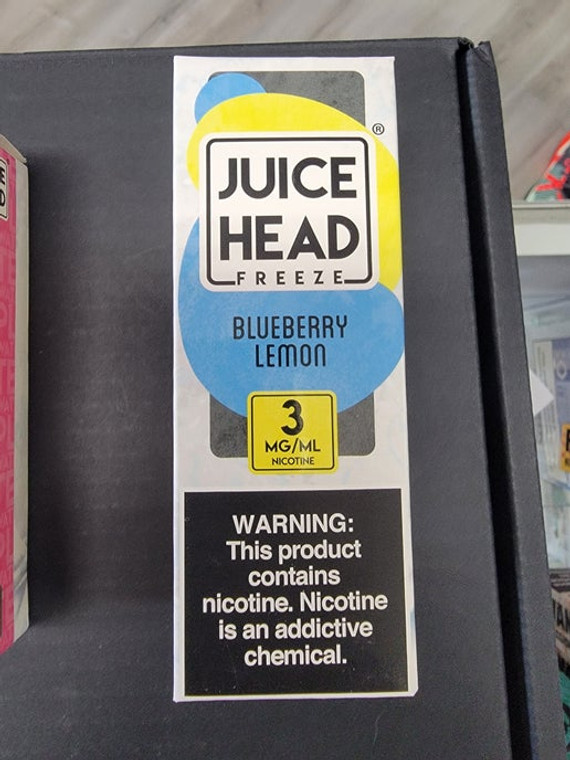 JUICE
HEAD
®
FREEZE
BLUEBERRY
LEMON
3
MG/ML
NICOTINE
WARNING:
This product
contains
nicotine. Nicotine
is an addictive
chemical.